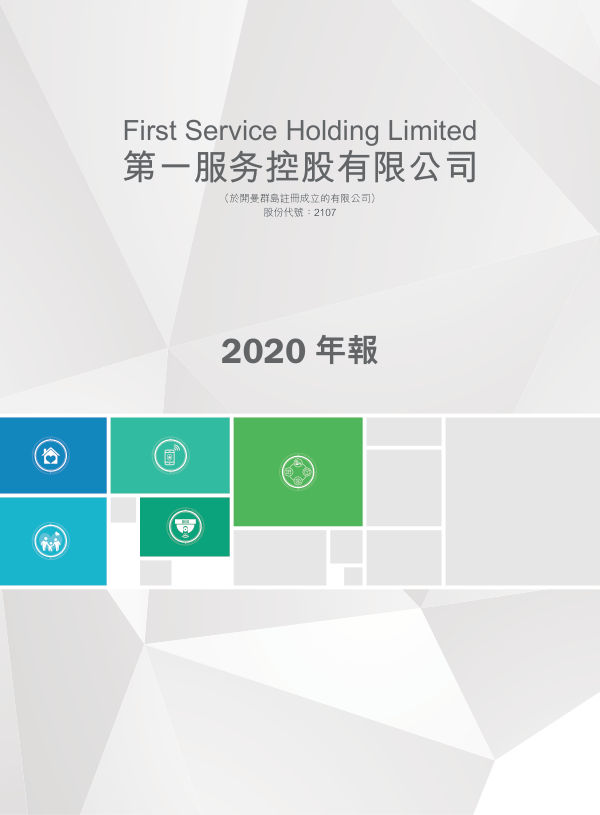 First Service Holding Limited
第一服务控股有限公司
（於開曼群島註冊成立的有限公司）
股份代號：2107
2020 年報